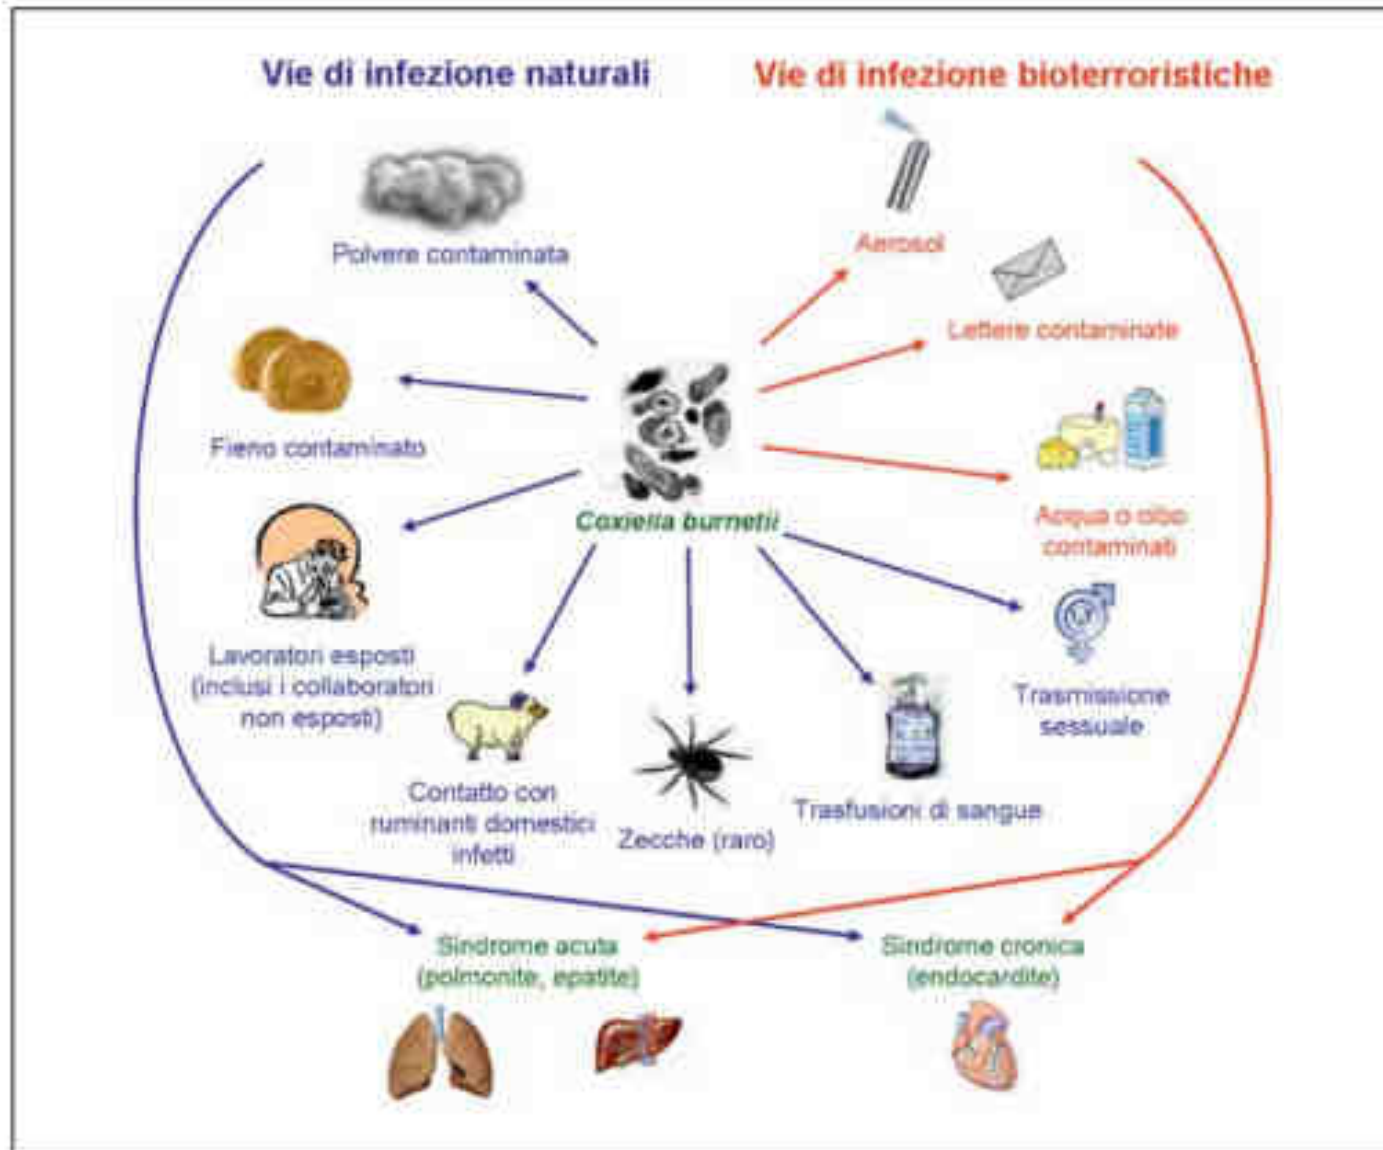 Vie di infezione naturali
Vie di infezione bioterroristiche
Polvere contaminata
Aerosol
Lettere contaminate
Fieno contaminato
Coxiella burnetii
Acqua o cibo
contaminati
Lavoratori esposti
(inclusi i collaboratori
non esposti)
Trasmissione
sessuale
Contatto con
ruminanti domestici
infetti
Zecche (raro)
Trasfusioni di sangue
Sindrome acuta
(polmonite, epatite)
Sindrome cronica
(endocardite)